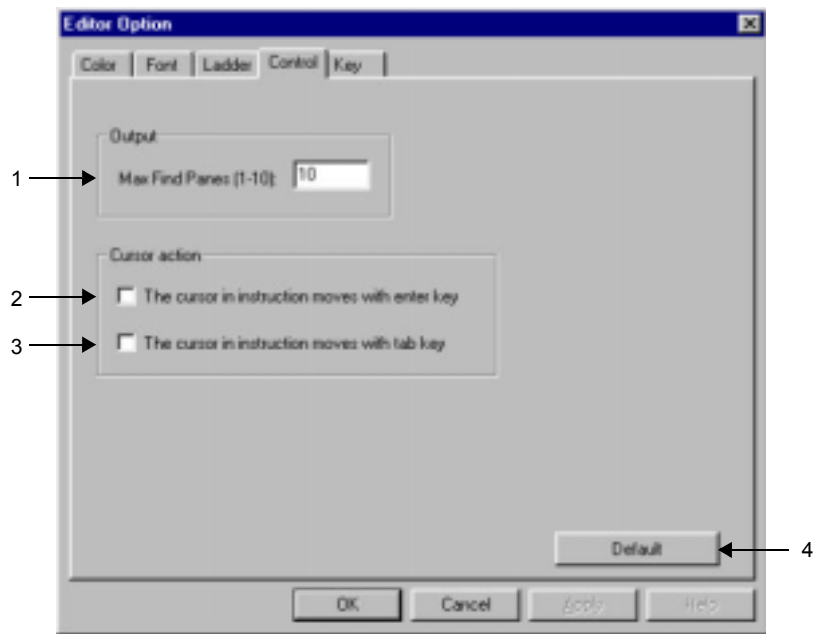 Editor Option
Color Font Ladder Control Key
Output
1 Max Find Panes (1-10): 10
Cursor action
2 The cursor in instruction moves with enter key
3 The cursor in instruction moves with tab key
Default 4
OK Cancel Apply Help